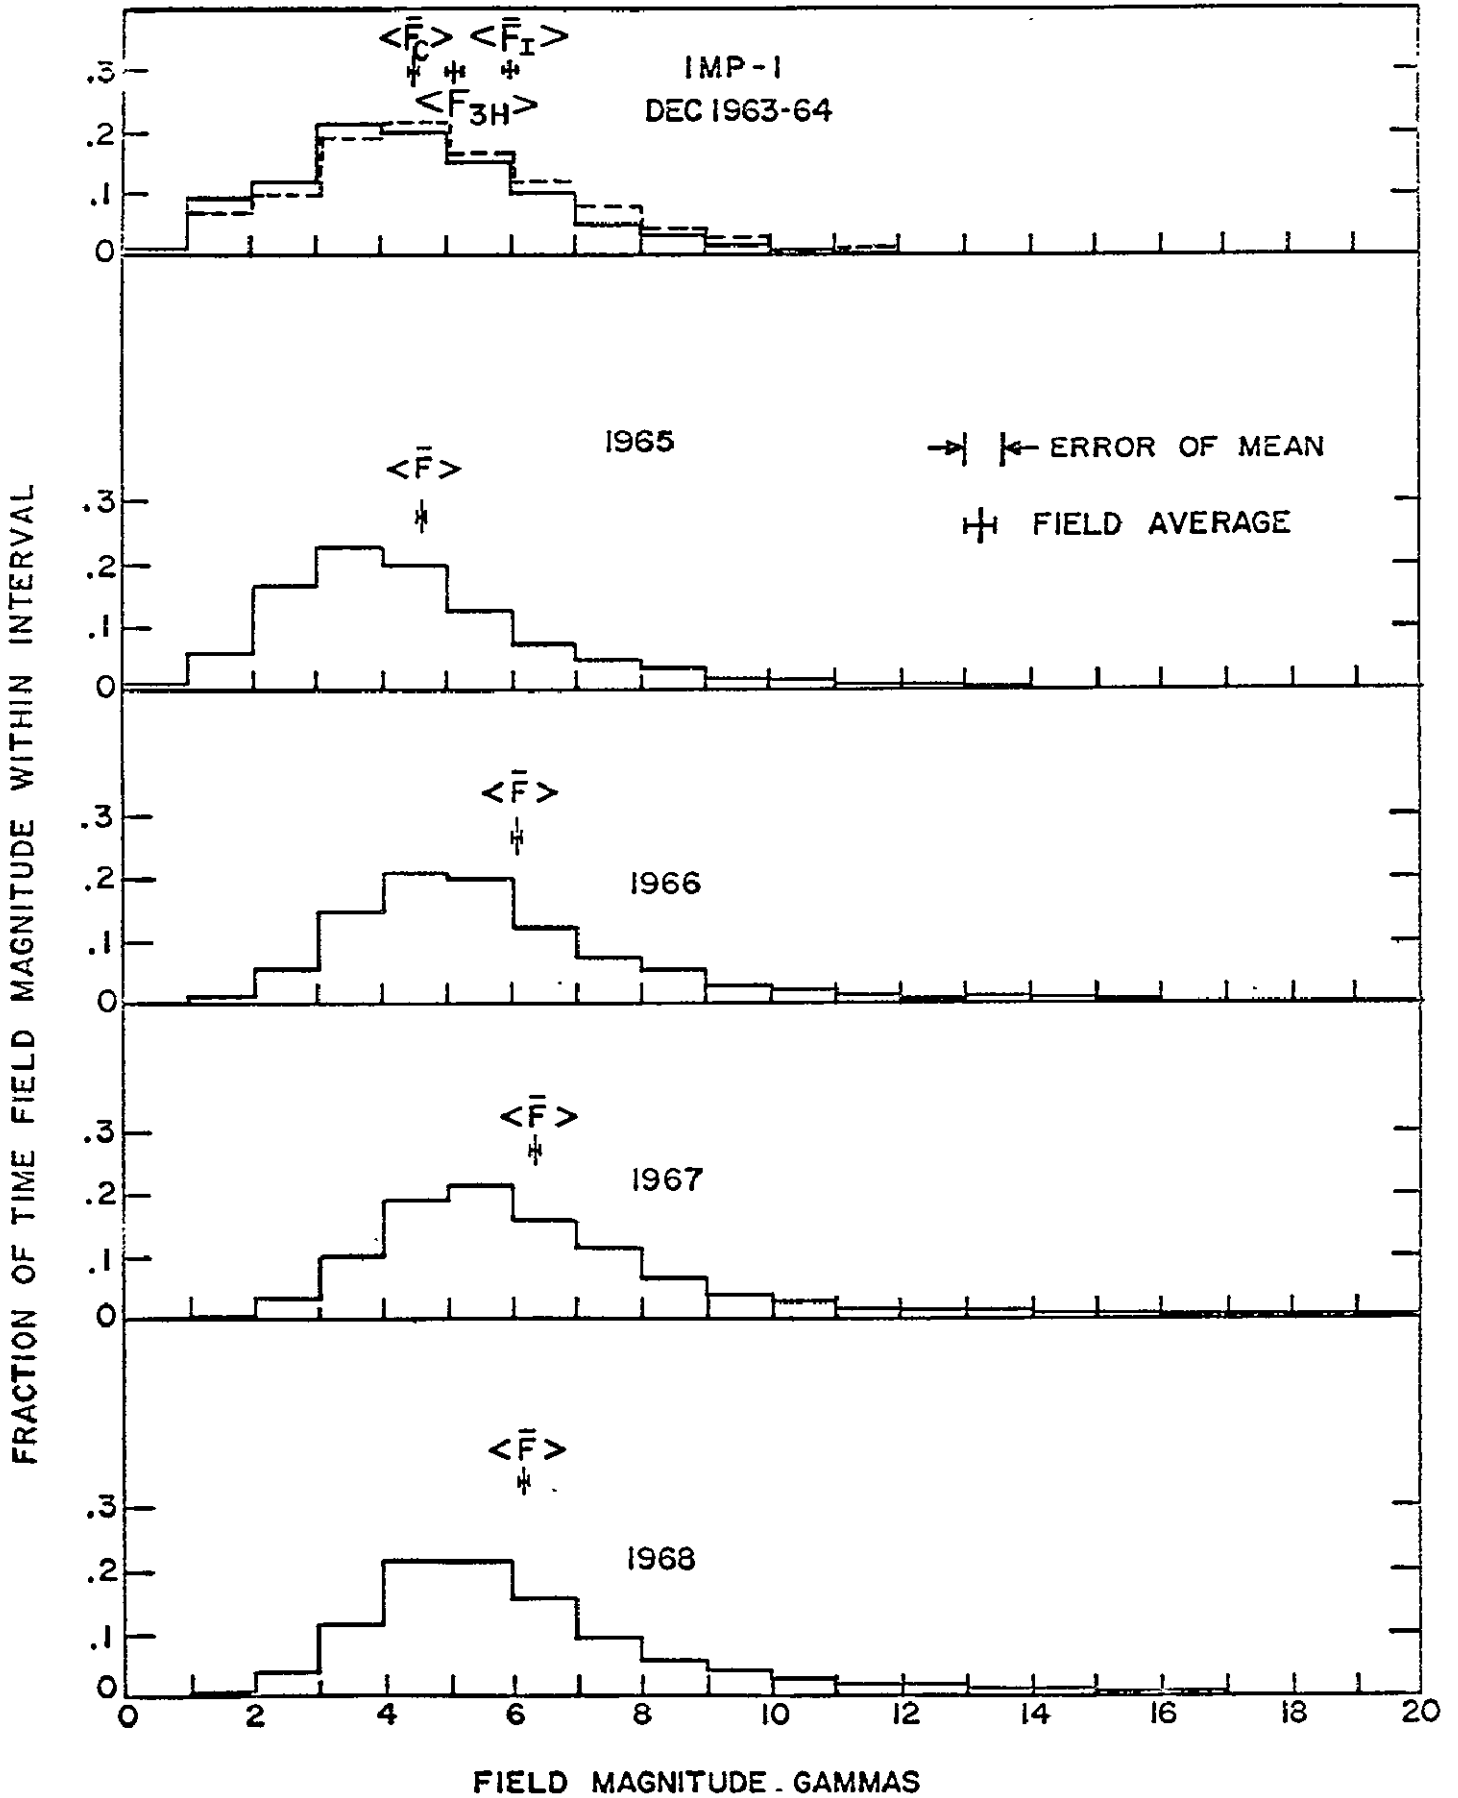 <F̿C> <F̿I>
IMP-1
DEC 1963-64
<F3H>
.3
.2
.1
0
1965
ERROR OF MEAN
<F̿>
FIELD AVERAGE
.3
.2
.1
0
<F̿>
1966
.3
.2
.1
0
<F̿>
1967
.3
.2
.1
0
<F̿>
1968
.3
.2
.1
0
0 2 4 6 8 10 12 14 16 18 20
FIELD MAGNITUDE - GAMMAS
FRACTION OF TIME FIELD MAGNITUDE WITHIN INTERVAL